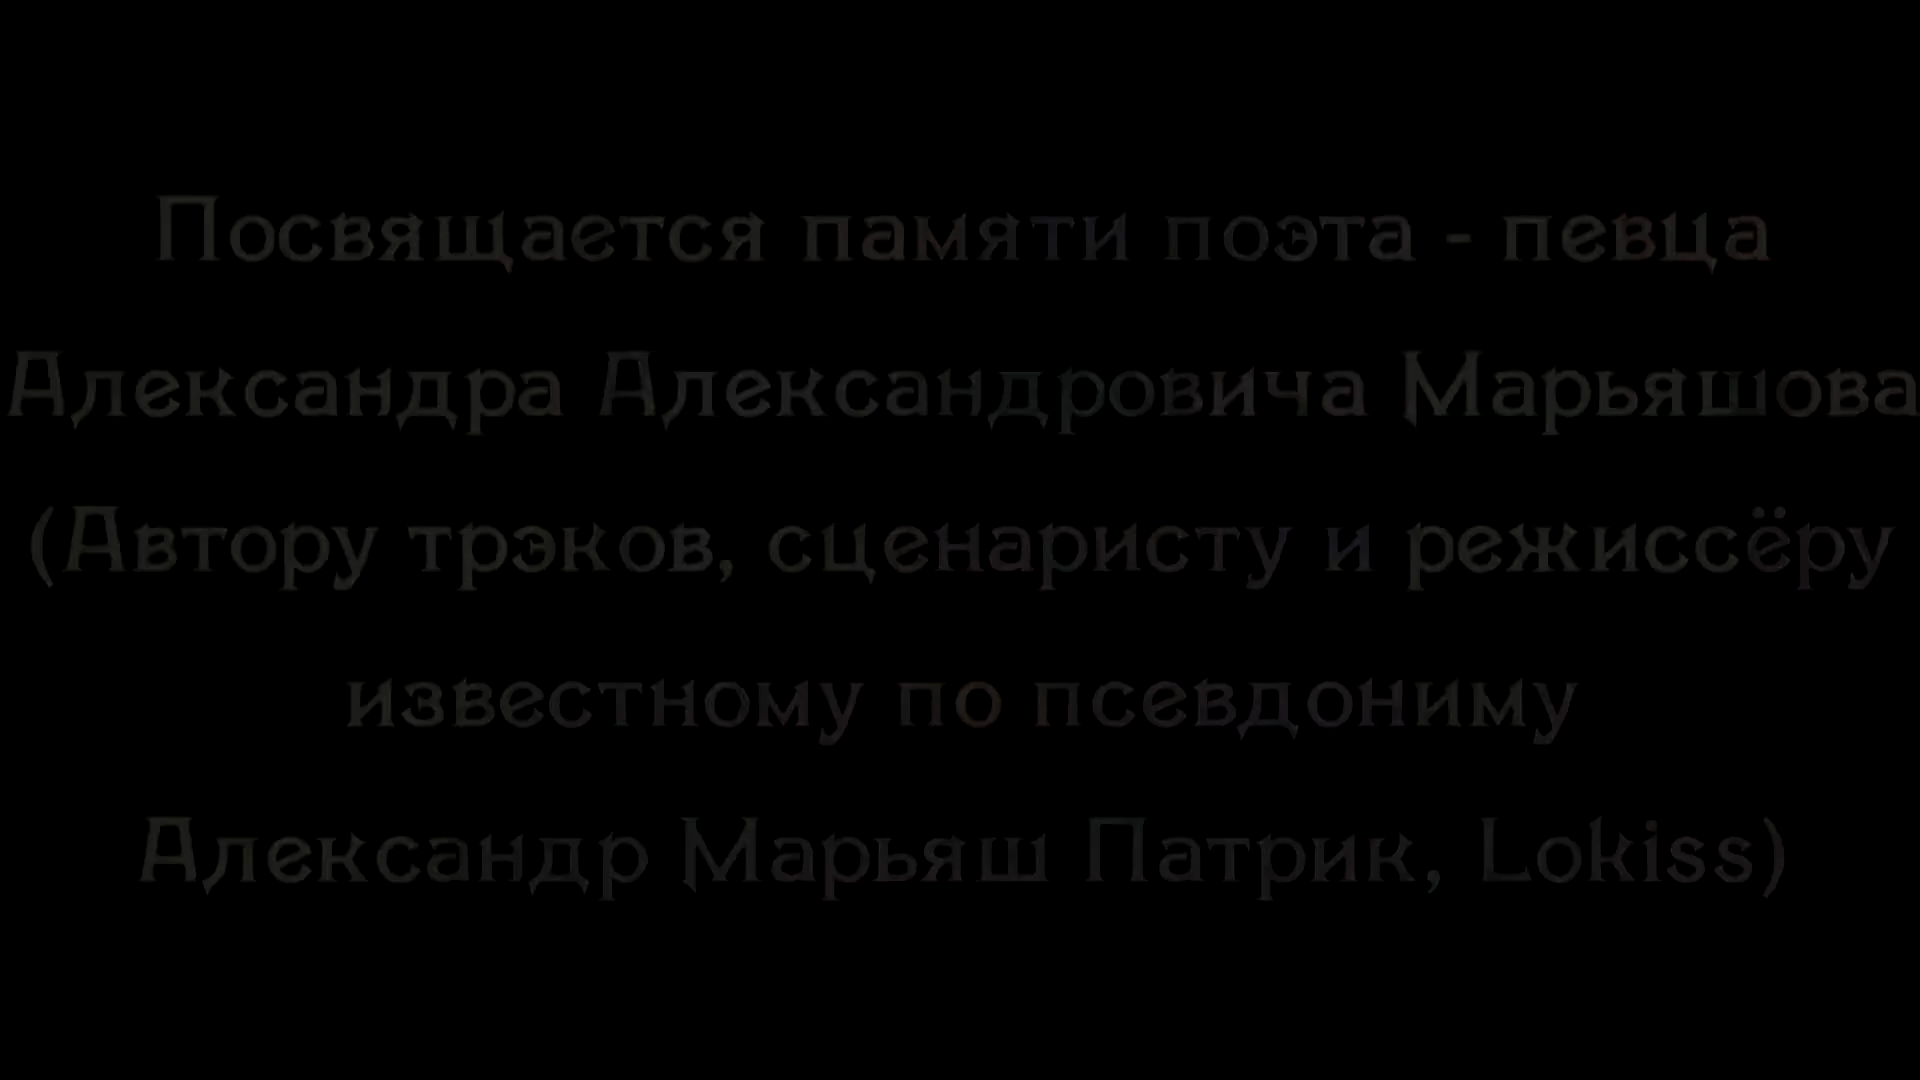 Посвящается памяти поэта - певца
Александра Александровича Марьяшова
(Автору трэков, сценаристу и режиссёру
известному по псевдониму
Александр Марьяш Патрик, Lokiss)